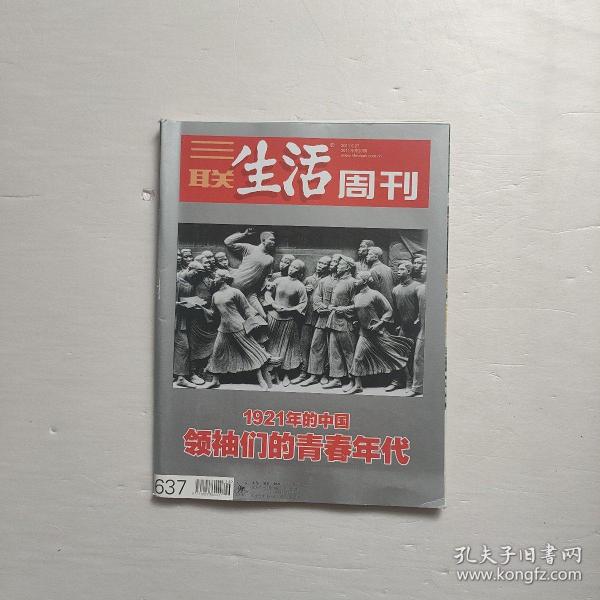 三联生活周刊
1921年的中国
领袖们的青春年代
637
孔夫子旧书网
www.kongfz.com